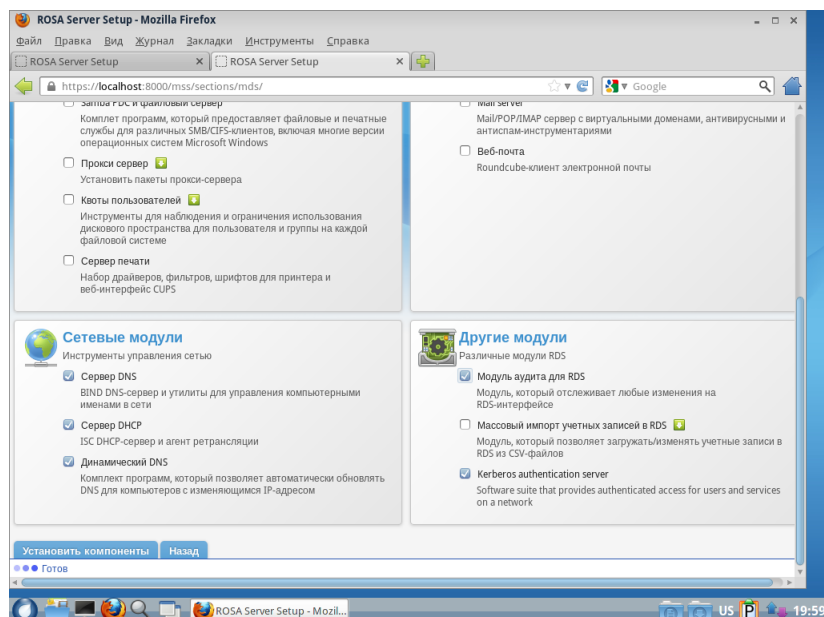 ROSA Server Setup - Mozilla Firefox
Файл Правка Вид Журнал Закладки Инструменты Справка
ROSA Server Setup
ROSA Server Setup
https://localhost:8000/mss/sections/mds/
Google
Samba PDC и файловый сервер
Комплет программ, который предоставляет файловые и печатные
службы для различных SMB/CIFS-клиентов, включая многие версии
операционных систем Microsoft Windows
Прокси сервер
Установить пакеты прокси-сервера
Квоты пользователей
Инструменты для наблюдения и ограничения использования
дискового пространства для пользователя и группы на каждой
файловой системе
Сервер печати
Набор драйверов, фильтров, шрифтов для принтера и
веб-интерфейс CUPS
Mail server
Mail/POP/IMAP сервер с виртуальными доменами, антивирусными и
антиспам-инструментариями
Веб-почта
Roundcube-клиент электронной почты
Сетевые модули
Инструменты управления сетью
Сервер DNS
BIND DNS-сервер и утилиты для управления компьютерными
именами в сети
Сервер DHCP
ISC DHCP-сервер и агент ретрансляции
Динамический DNS
Комплект программ, который позволяет автоматически обновлять
DNS для компьютеров с изменяющимся IP-адресом
Другие модули
Различные модули RDS
Модуль аудита для RDS
Модуль, который отслеживает любые изменения на
RDS-интерфейсе
Массовый импорт учетных записей в RDS
Модуль, который позволяет загружать/изменять учетные записи в
RDS из CSV-файлов
Kerberos authentication server
Software suite that provides authenticated access for users and services
on a network
Установить компоненты
Назад
Готов
ROSA Server Setup - Mozil...
US
P
19:59